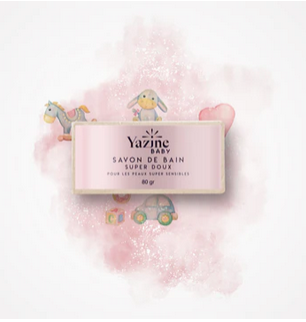 Yazine
BABY
SAVON DE BAIN
SUPER DOUX
POUR LES PEAUX SUPER SENSIBLES
80 gr